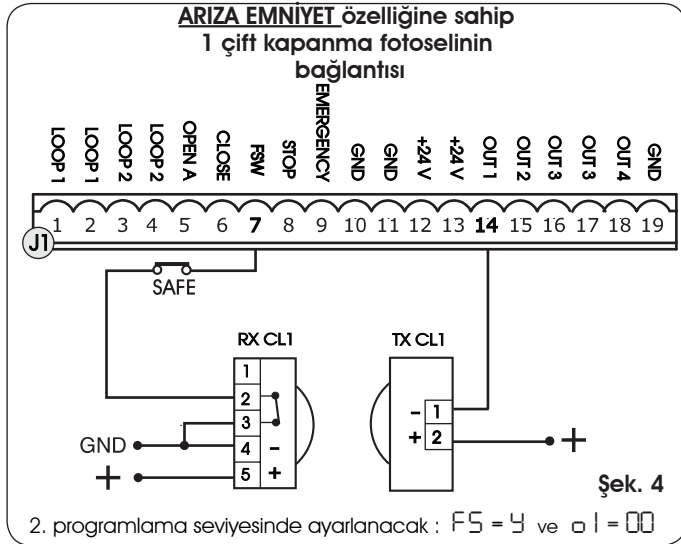 ARIZA EMNİYET özelliğine sahip
1 çift kapanma fotoselinin
bağlantısı
LOOP 1
LOOP 1
LOOP 2
LOOP 2
OPEN A
CLOSE
FSW
STOP
EMERGENCY
GND
GND
+24 V
+24 V
OUT 1
OUT 2
OUT 3
OUT 3
OUT 4
GND
1 2 3 4 5 6 7 8 9 10 11 12 13 14 15 16 17 18 19
J1
SAFE
RX CL1
1
2
3
GND 4 -
+ 5 +
TX CL1
- 1
+ 2 +
Şek. 4
2. programlama seviyesinde ayarlanacak : FS = Y ve o1 = 00